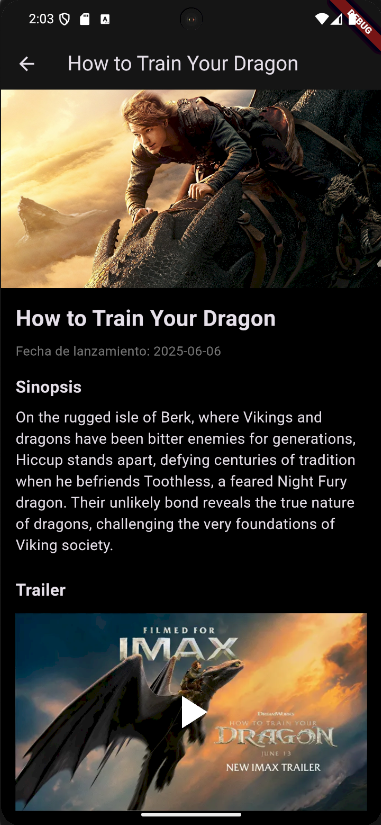 2:03
DEBUG
How to Train Your Dragon
How to Train Your Dragon
Fecha de lanzamiento: 2025-06-06
Sinopsis
On the rugged isle of Berk, where Vikings and
dragons have been bitter enemies for generations,
Hiccup stands apart, defying centuries of tradition
when he befriends Toothless, a feared Night Fury
dragon. Their unlikely bond reveals the true nature
of dragons, challenging the very foundations of
Viking society.
Trailer
FILMED FOR
IMAX
DREAMWORKS
HOW TO TRAIN YOUR
DRAGON
JUNE 13
NEW IMAX TRAILER